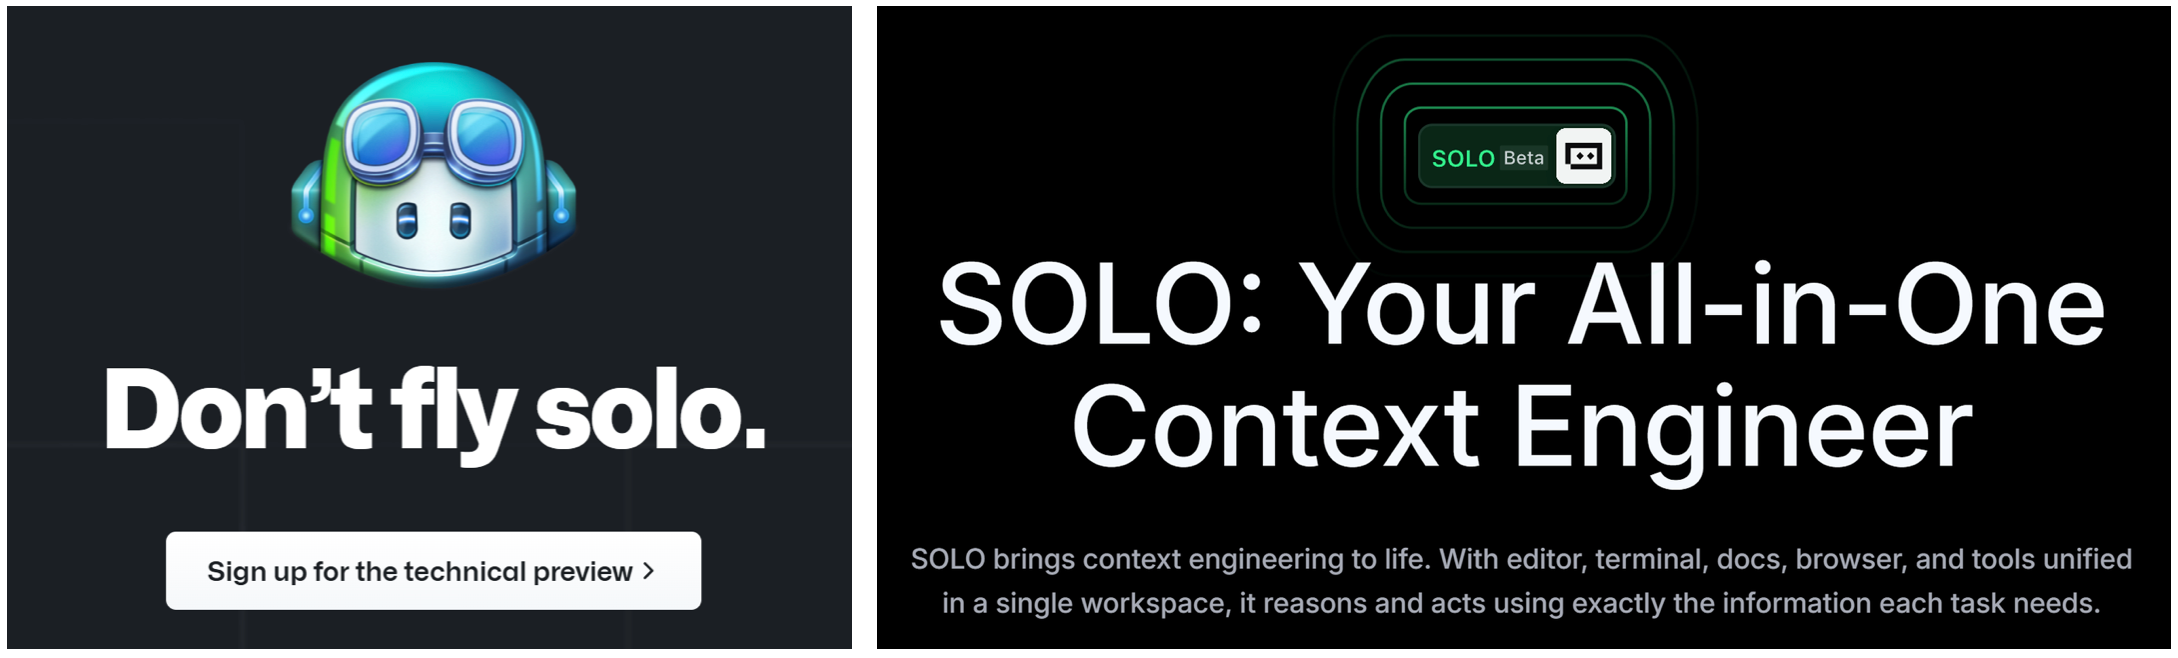 Don’t fly solo.
Sign up for the technical preview >
SOLO Beta
SOLO: Your All-in-One
Context Engineer
SOLO brings context engineering to life. With editor, terminal, docs, browser, and tools unified
in a single workspace, it reasons and acts using exactly the information each task needs.